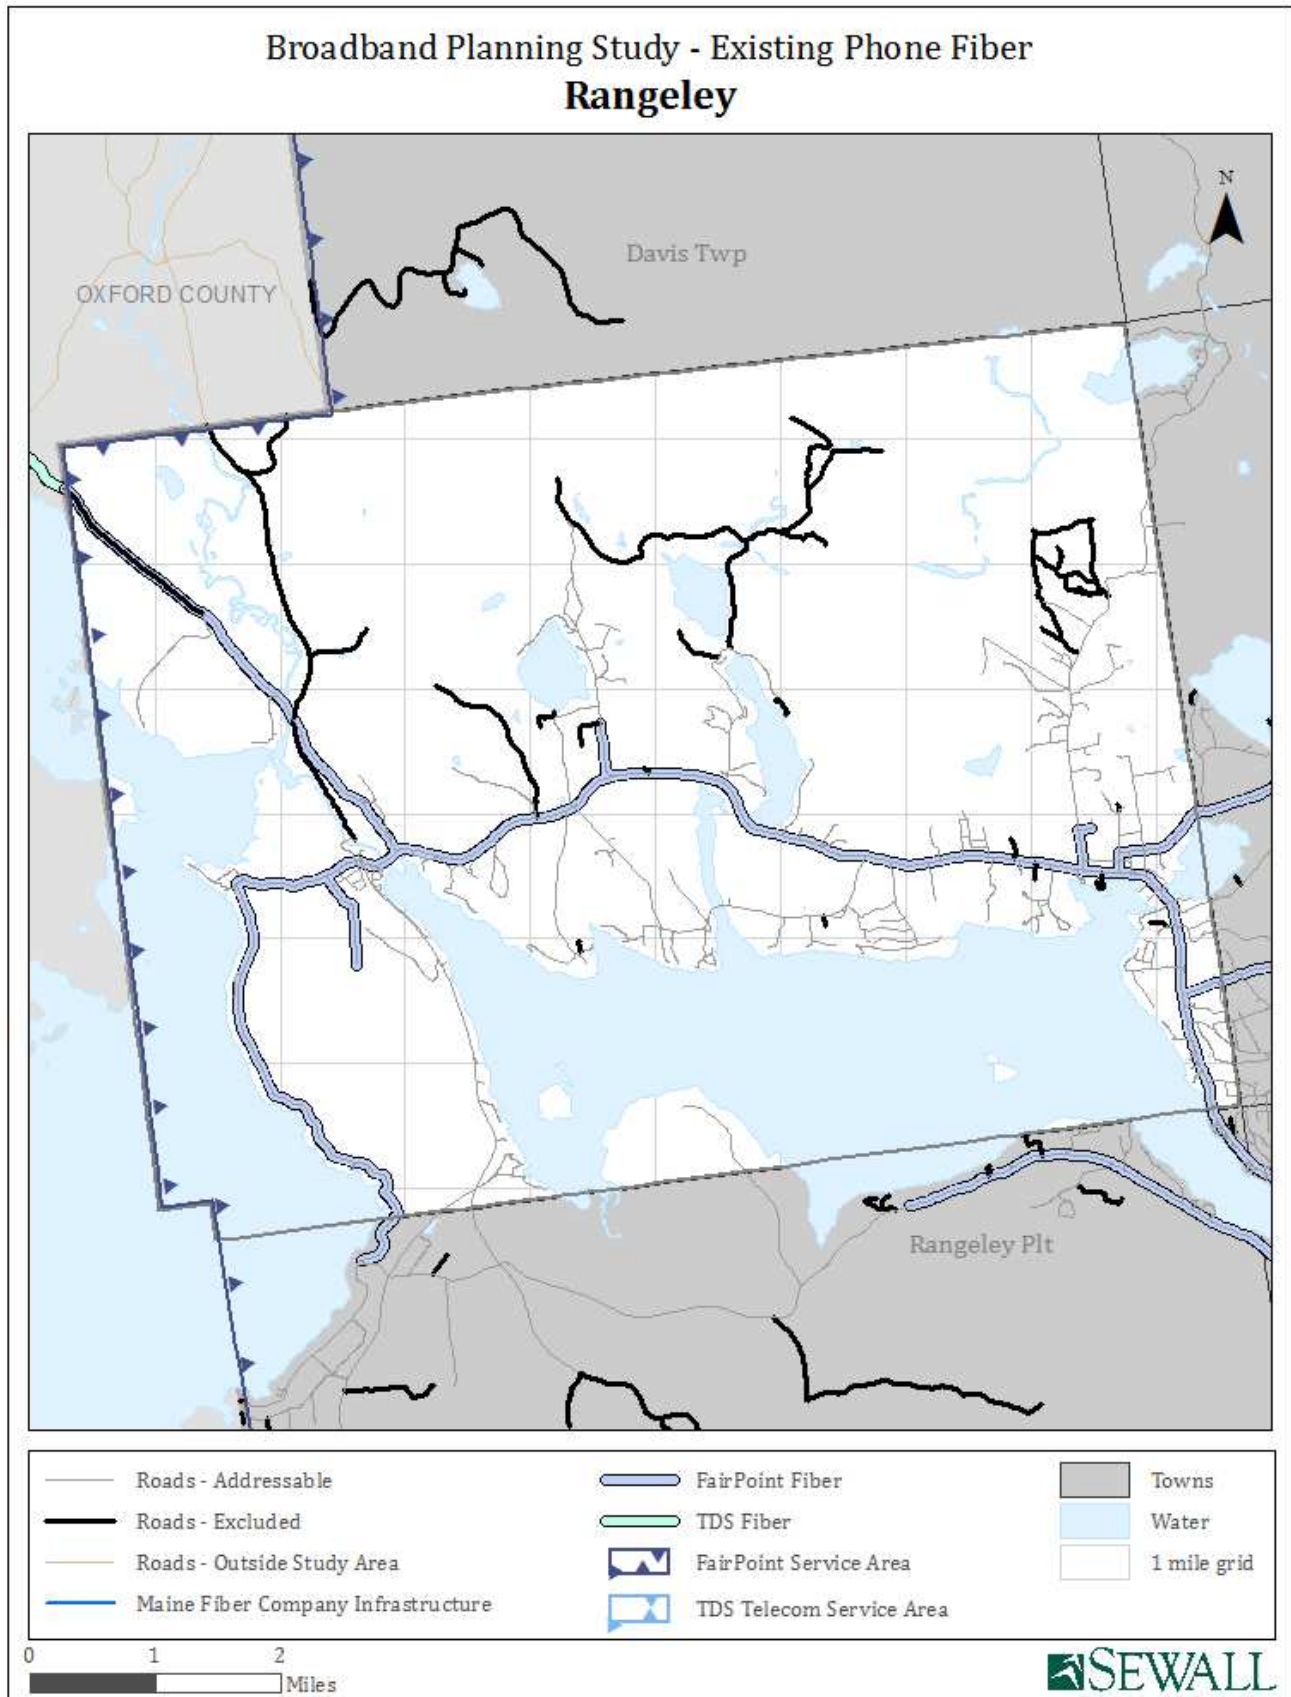 Broadband Planning Study - Existing Phone Fiber
Rangeley
N
Davis Twp
OXFORD COUNTY
Rangeley Plt
Roads - Addressable
Roads - Excluded
Roads - Outside Study Area
Maine Fiber Company Infrastructure
FairPoint Fiber
TDS Fiber
FairPoint Service Area
TDS Telecom Service Area
Towns
Water
1 mile grid
0 1 2
Miles
SEWALL